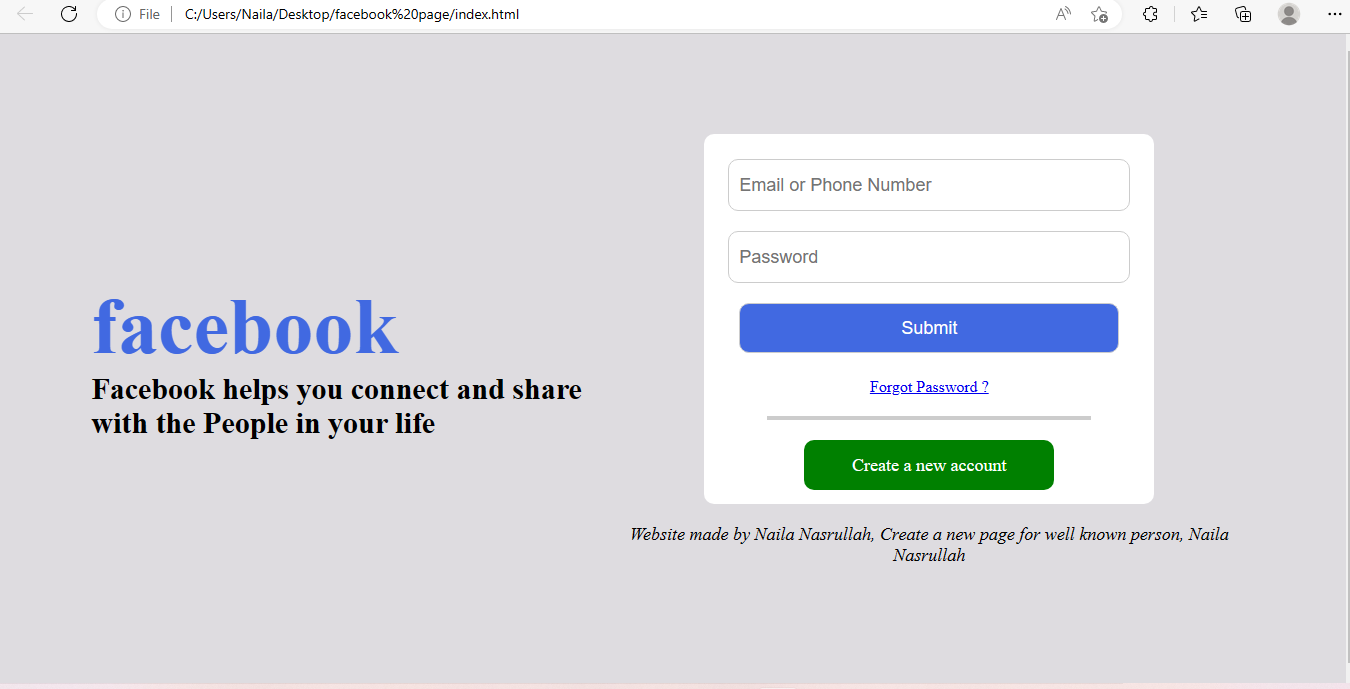 File
C:/Users/Naila/Desktop/facebook%20page/index.html
facebook
Facebook helps you connect and share
with the People in your life
Email or Phone Number
Password
Submit
Forgot Password ?
Create a new account
Website made by Naila Nasrullah, Create a new page for well known person, Naila
Nasrullah